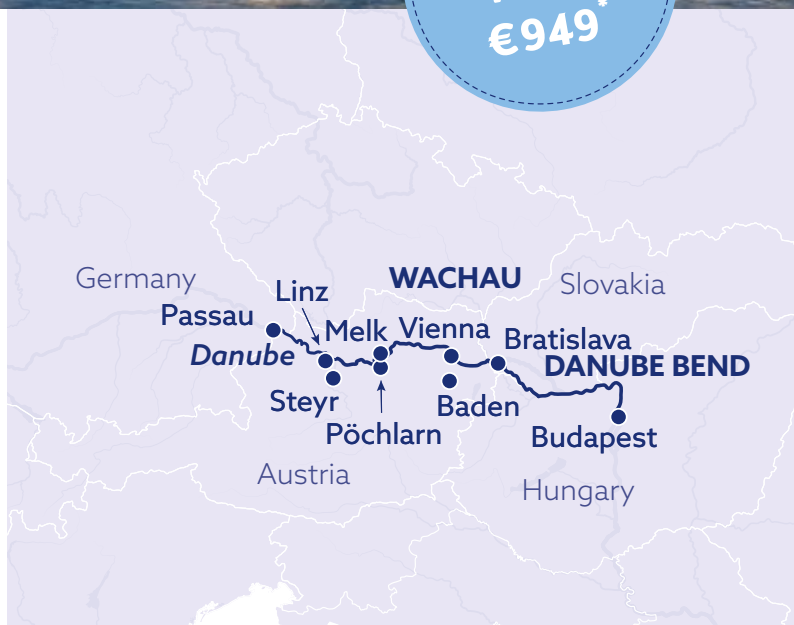 €949*
Germany
WACHAU
Slovakia
Linz
Passau
Melk
Vienna
Bratislava
Danube
DANUBE BEND
Steyr
Baden
Pöchlarn
Budapest
Austria
Hungary